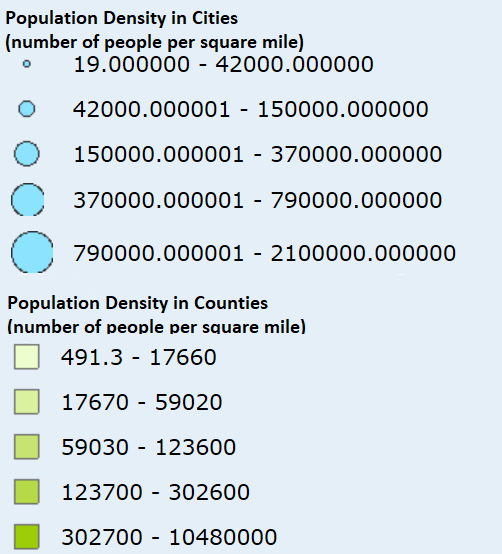 Population Density in Cities
(number of people per square mile)
19.000000 - 42000.000000
42000.000001 - 150000.000000
150000.000001 - 370000.000000
370000.000001 - 790000.000000
790000.000001 - 2100000.000000
Population Density in Counties
(number of people per square mile)
491.3 - 17660
17670 - 59020
59030 - 123600
123700 - 302600
302700 - 10480000